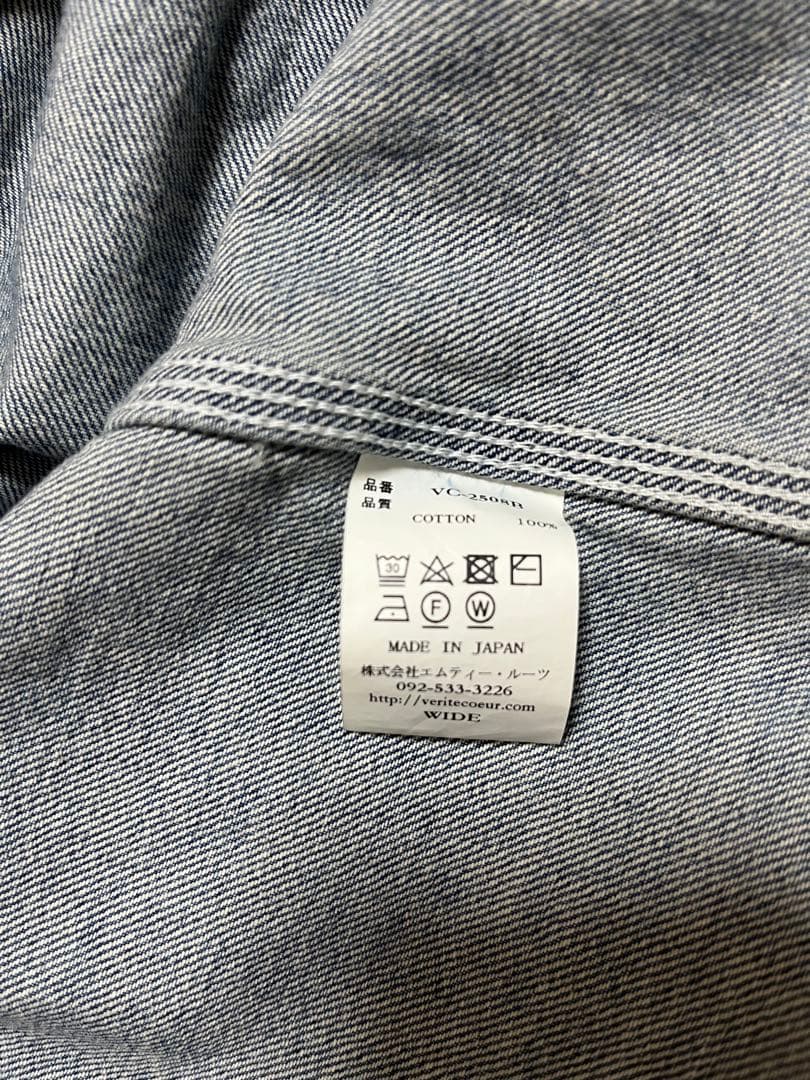 品番 VC-2508B
品質
COTTON 100%
30
F W
MADE IN JAPAN
株式会社エムティー・ルーツ
092-533-3226
http://veritecoeur.com
WIDE